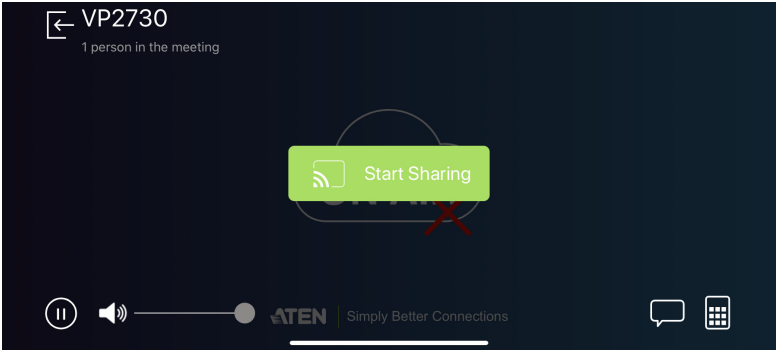 VP2730
1 person in the meeting
Start Sharing
ATEN Simply Better Connections